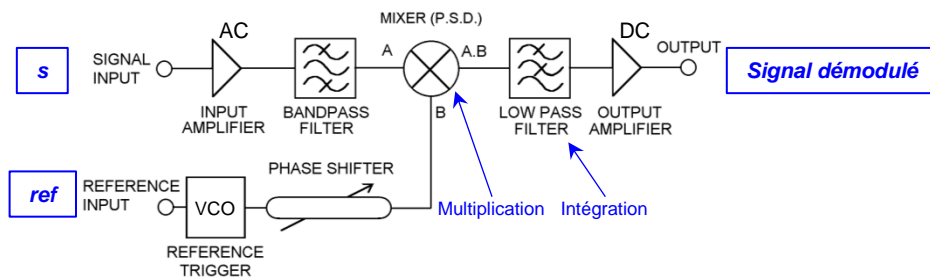 MIXER (P.S.D.)
AC
DC
s
SIGNAL
INPUT
A
A.B
OUTPUT
Signal démodulé
INPUT
AMPLIFIER
BANDPASS
FILTER
B
LOW PASS
FILTER
OUTPUT
AMPLIFIER
PHASE SHIFTER
ref
REFERENCE
INPUT
VCO
Multiplication
Intégration
REFERENCE
TRIGGER